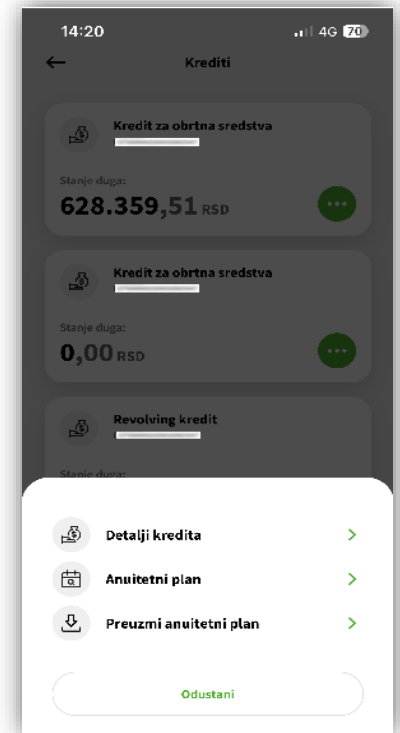 14:20
4G 70
Krediti
Kredit za obrtna sredstva
Stanje duga:
628.359,51 RSD
Kredit za obrtna sredstva
Stanje duga:
0,00 RSD
Revolving kredit
Stanje duga:
Detalji kredita
Anuitetni plan
Preuzmi anuitetni plan
Odustani